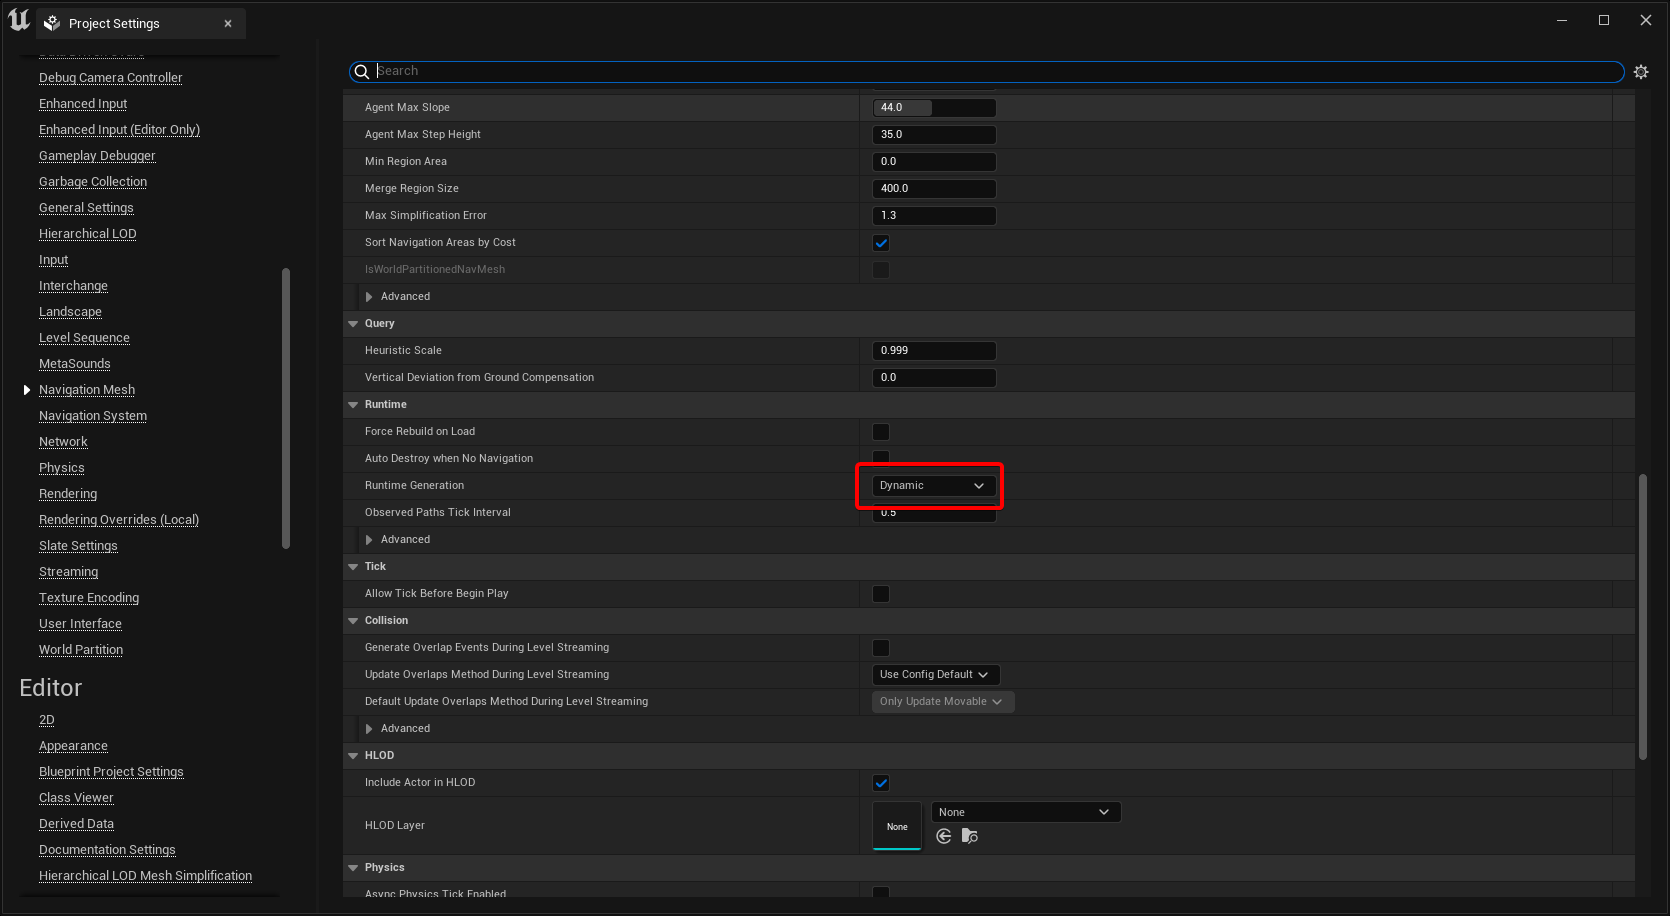 Project Settings
Debug Camera Controller
Enhanced Input
Enhanced Input (Editor Only)
Gameplay Debugger
Garbage Collection
General Settings
Hierarchical LOD
Input
Interchange
Landscape
Level Sequence
MetaSounds
Navigation Mesh
Navigation System
Network
Physics
Rendering
Rendering Overrides (Local)
Slate Settings
Streaming
Texture Encoding
User Interface
World Partition
Editor
2D
Appearance
Blueprint Project Settings
Class Viewer
Derived Data
Documentation Settings
Hierarchical LOD Mesh Simplification
Search
Agent Max Slope 44.0
Agent Max Step Height 35.0
Min Region Area 0.0
Merge Region Size 400.0
Max Simplification Error 1.3
Sort Navigation Areas by Cost
IsWorldPartitionedNavMesh
Advanced
Query
Heuristic Scale 0.999
Vertical Deviation from Ground Compensation 0.0
Runtime
Force Rebuild on Load
Auto Destroy when No Navigation
Runtime Generation Dynamic
Observed Paths Tick Interval 0.5
Advanced
Tick
Allow Tick Before Begin Play
Collision
Generate Overlap Events During Level Streaming
Update Overlaps Method During Level Streaming Use Config Default
Default Update Overlaps Method During Level Streaming Only Update Movable
Advanced
HLOD
Include Actor in HLOD
HLOD Layer None None
Physics
Async Physics Tick Enabled